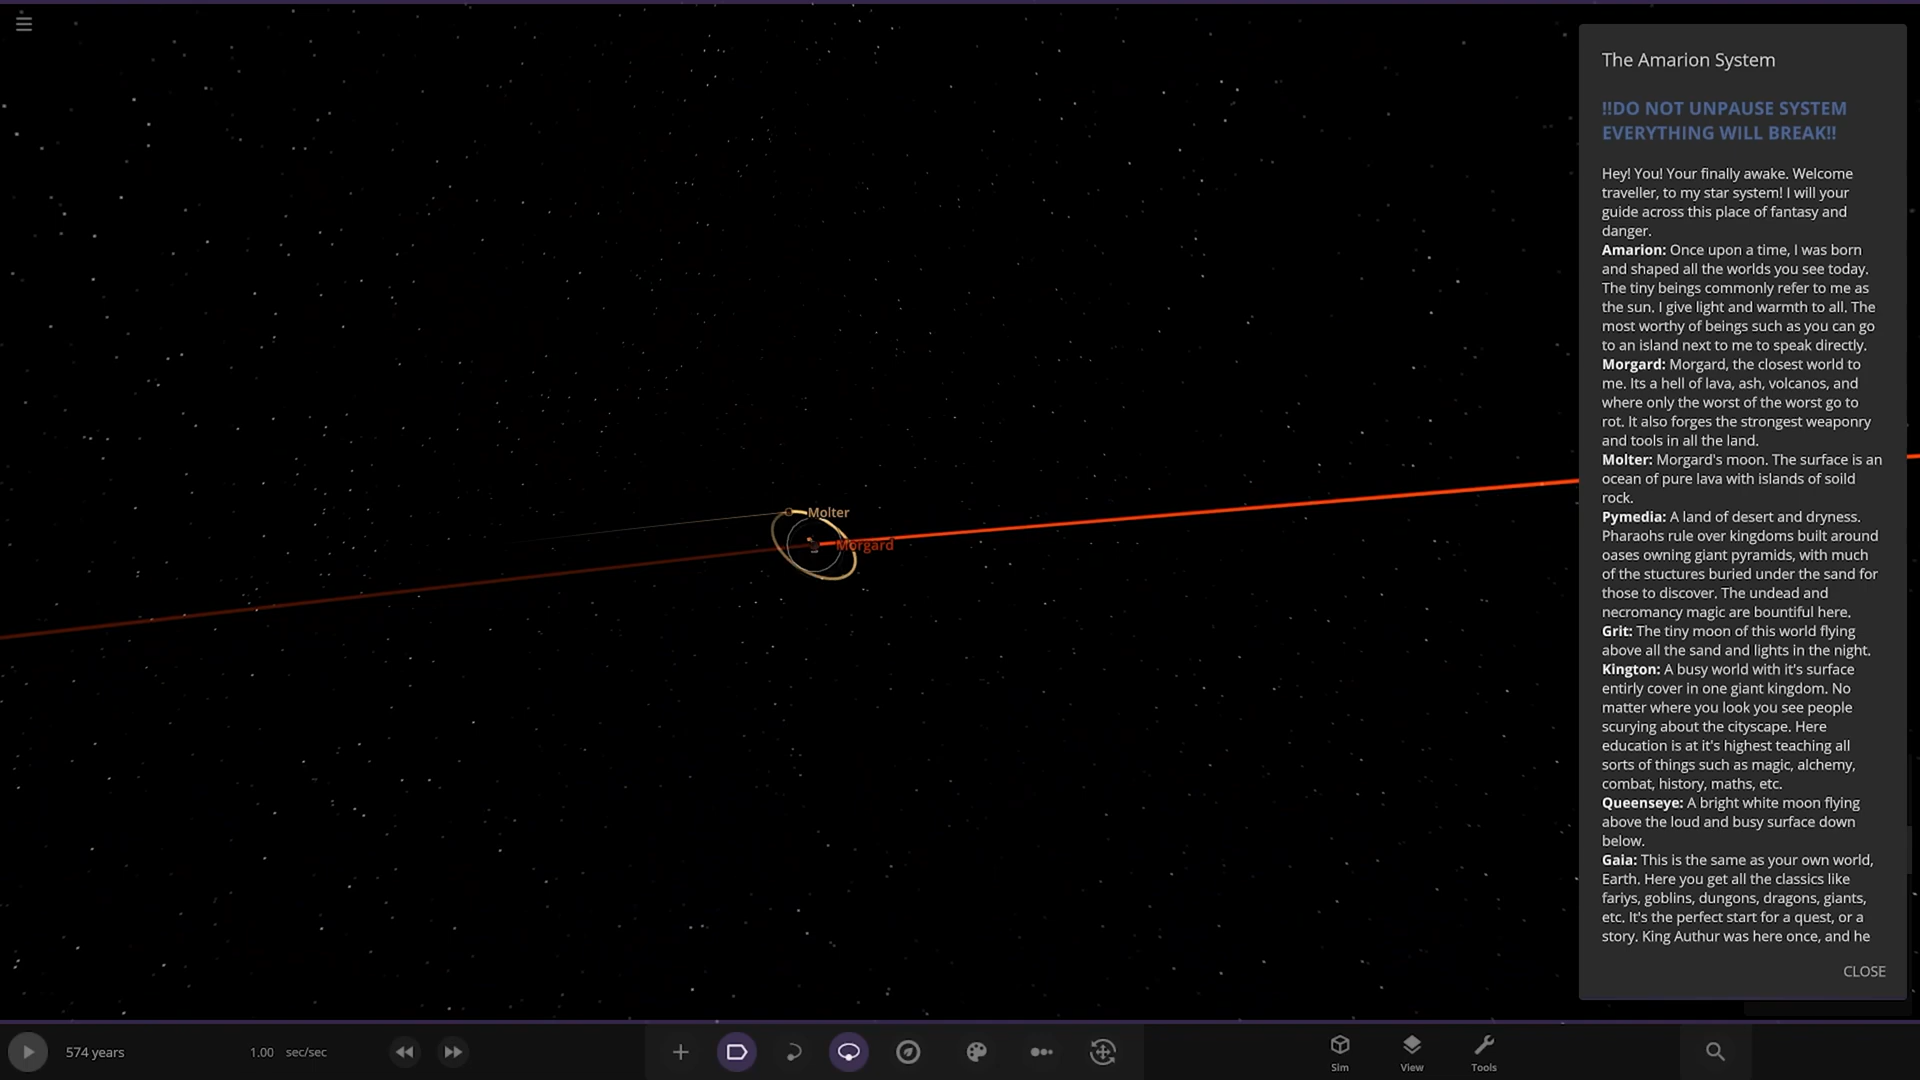 The Amarion System
!!DO NOT UNPAUSE SYSTEM
EVERYTHING WILL BREAK!!
Hey! You! Your finally awake. Welcome
traveller, to my star system! I will your
guide across this place of fantasy and
danger.
Amarion: Once upon a time, I was born
and shaped all the worlds you see today.
The tiny beings commonly refer to me as
the sun. I give light and warmth to all. The
most worthy of beings such as you can go
to an island next to me to speak directly.
Morgard: Morgard, the closest world to
me. Its a hell of lava, ash, volcanos, and
where only the worst of the worst go to
rot. It also forges the strongest weaponry
and tools in all the land.
Molter: Morgard's moon. The surface is an
ocean of pure lava with islands of soild
rock.
Pymedia: A land of desert and dryness.
Pharaohs rule over kingdoms built around
oases owning giant pyramids, with much
of the stuctures buried under the sand for
those to discover. The undead and
necromancy magic are bountiful here.
Grit: The tiny moon of this world flying
above all the sand and lights in the night.
Kington: A busy world with it's surface
entirly cover in one giant kingdom. No
matter where you look you see people
scurying about the cityscape. Here
education is at it's highest teaching all
sorts of things such as magic, alchemy,
combat, history, maths, etc.
Queenseye: A bright white moon flying
above the loud and busy surface down
below.
Gaia: This is the same as your own world,
Earth. Here you get all the classics like
fariys, goblins, dungons, dragons, giants,
etc. It's the perfect start for a quest, or a
story. King Authur was here once, and he
CLOSE
Molter
Morgard
574 years
1.00 sec/sec
Sim
View
Tools